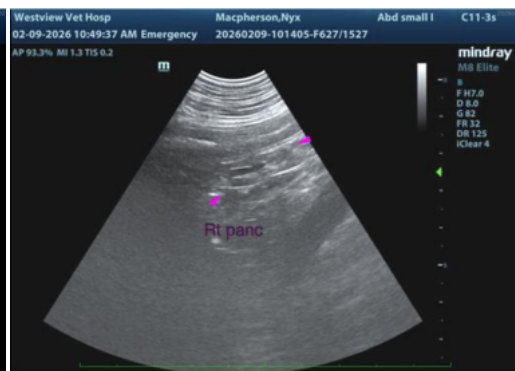 Westview Vet Hosp Macpherson,Nyx Abd small I C11-3s
02-09-2026 10:49:37 AM Emergency 20260209-101405-F627/1527
AP 93.3% MI 1.3 TIS 0.2
m
mindray
M8 Elite
B
F H7.0
D 8.0
G 82
FR 32
DR 125
iClear 4
0
5
Rt panc